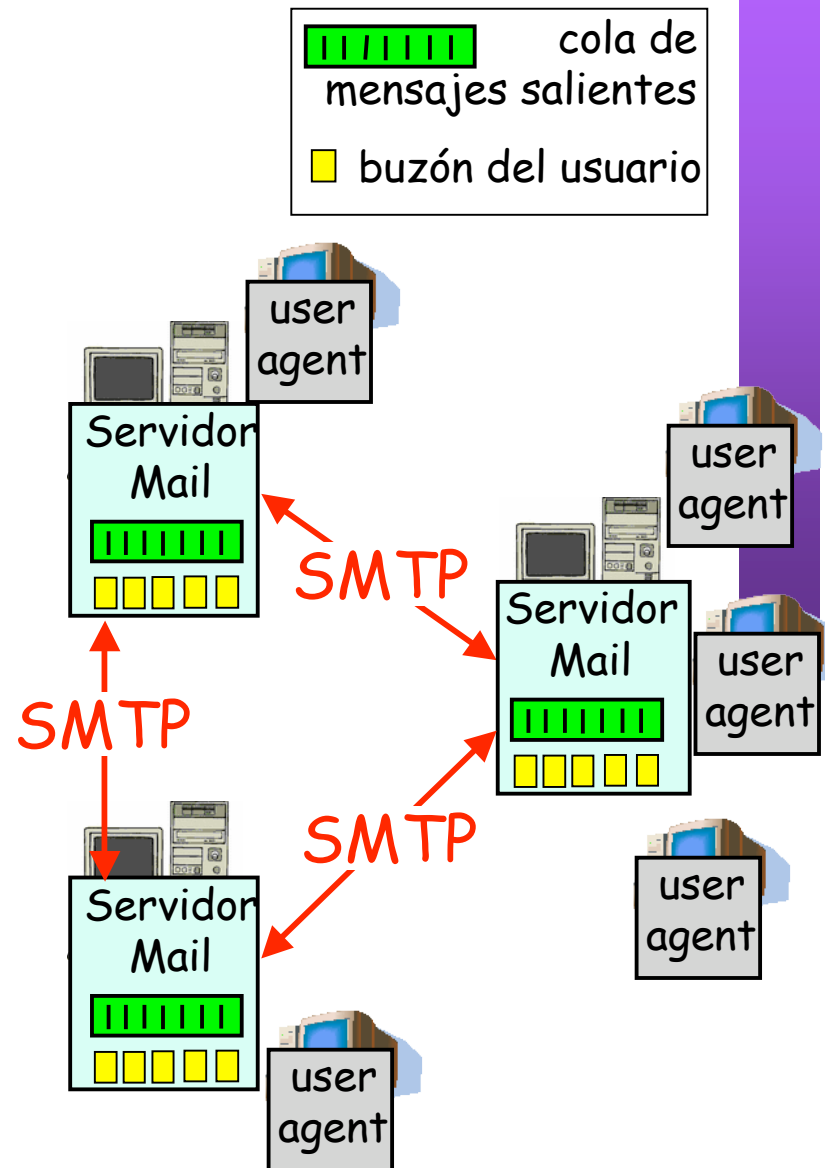 cola de
mensajes salientes
buzón del usuario
user
agent
Servidor
Mail
user
agent
SMTP
Servidor
Mail
user
agent
SMTP
SMTP
user
agent
Servidor
Mail
user
agent